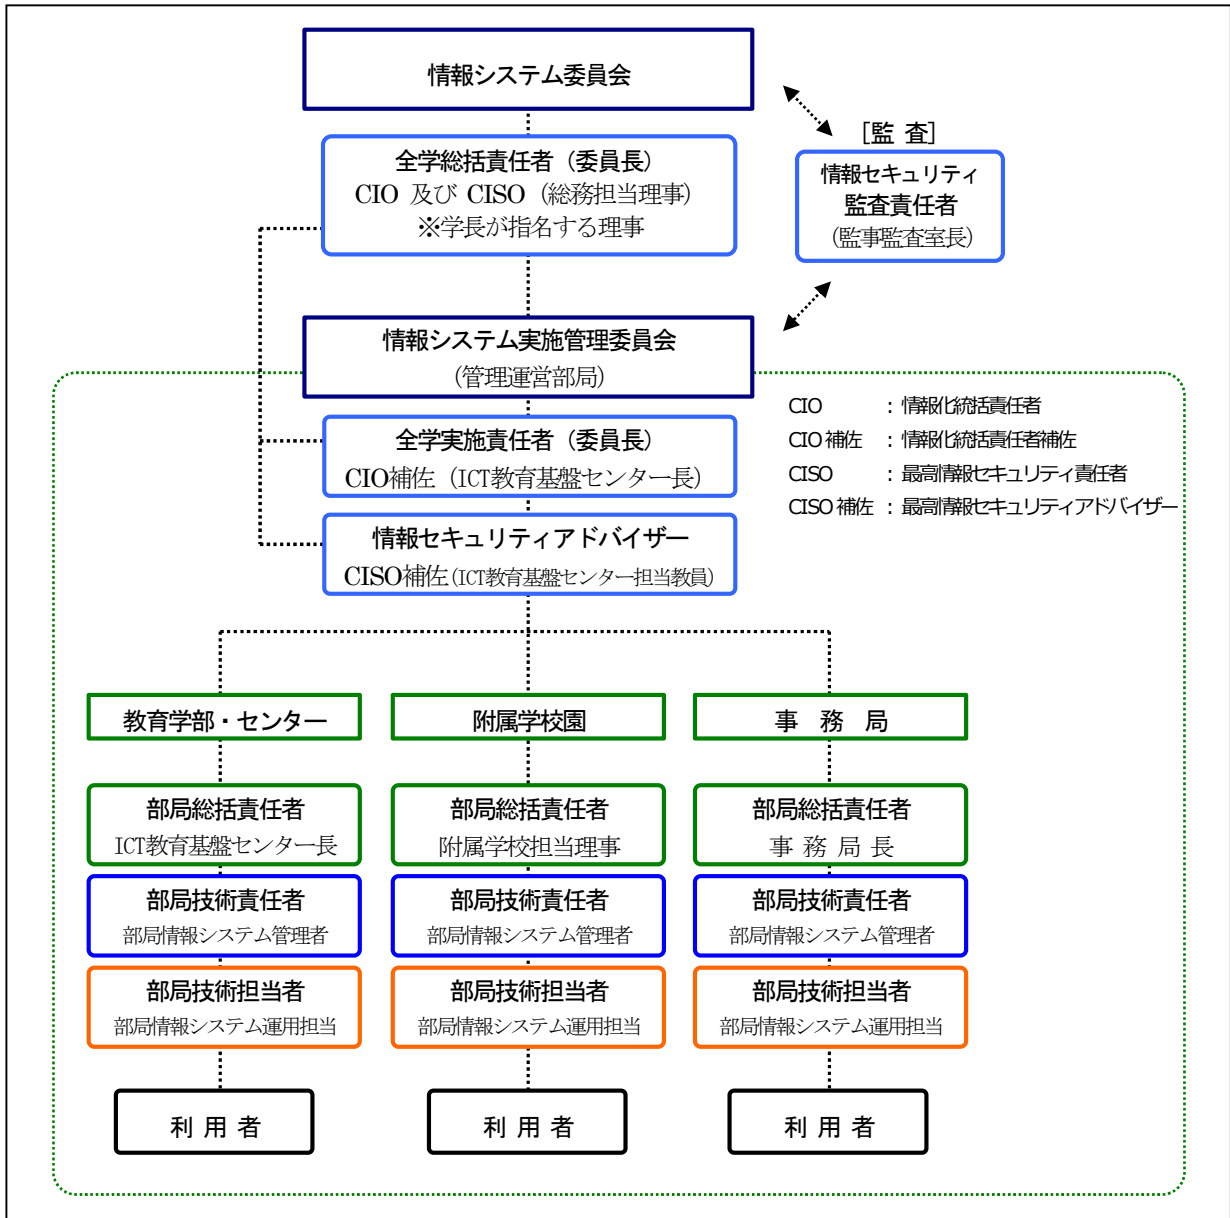 情報システム委員会
全学総括責任者（委員長）
CIO 及び CISO（総務担当理事）
※学長が指名する理事
［監 査］
情報セキュリティ
監査責任者
（監事監査室長）
情報システム実施管理委員会
（管理運営部局）
全学実施責任者（委員長）
CIO補佐（ICT教育基盤センター長）
情報セキュリティアドバイザー
CISO補佐（ICT教育基盤センター担当教員）
CIO ：情報化統括責任者
CIO 補佐 ：情報化統括責任者補佐
CISO ：最高情報セキュリティ責任者
CISO 補佐 ：最高情報セキュリティアドバイザー
教育学部・センター
部局総括責任者
ICT教育基盤センター長
部局技術責任者
部局情報システム管理者
部局技術担当者
部局情報システム運用担当
利 用 者
附属学校園
部局総括責任者
附属学校担当理事
部局技術責任者
部局情報システム管理者
部局技術担当者
部局情報システム運用担当
利 用 者
事 務 局
部局総括責任者
事 務 局 長
部局技術責任者
部局情報システム管理者
部局技術担当者
部局情報システム運用担当
利 用 者